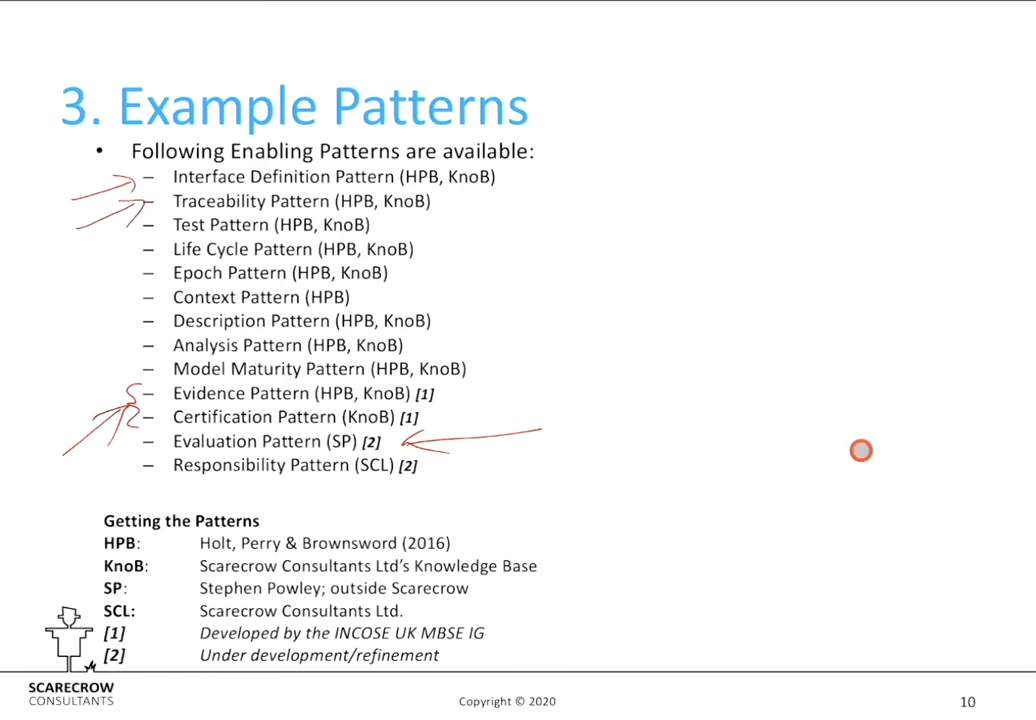 3. Example Patterns
• Following Enabling Patterns are available:
– Interface Definition Pattern (HPB, KnoB)
– Traceability Pattern (HPB, KnoB)
– Test Pattern (HPB, KnoB)
– Life Cycle Pattern (HPB, KnoB)
– Epoch Pattern (HPB, KnoB)
– Context Pattern (HPB)
– Description Pattern (HPB, KnoB)
– Analysis Pattern (HPB, KnoB)
– Model Maturity Pattern (HPB, KnoB)
– Evidence Pattern (HPB, KnoB) [1]
– Certification Pattern (KnoB) [1]
– Evaluation Pattern (SP) [2]
– Responsibility Pattern (SCL) [2]
Getting the Patterns
HPB: Holt, Perry & Brownsword (2016)
KnoB: Scarecrow Consultants Ltd's Knowledge Base
SP: Stephen Powley; outside Scarecrow
SCL: Scarecrow Consultants Ltd.
[1] Developed by the INCOSE UK MBSE IG
[2] Under development/refinement
SCARECROW
CONSULTANTS
Copyright © 2020
10